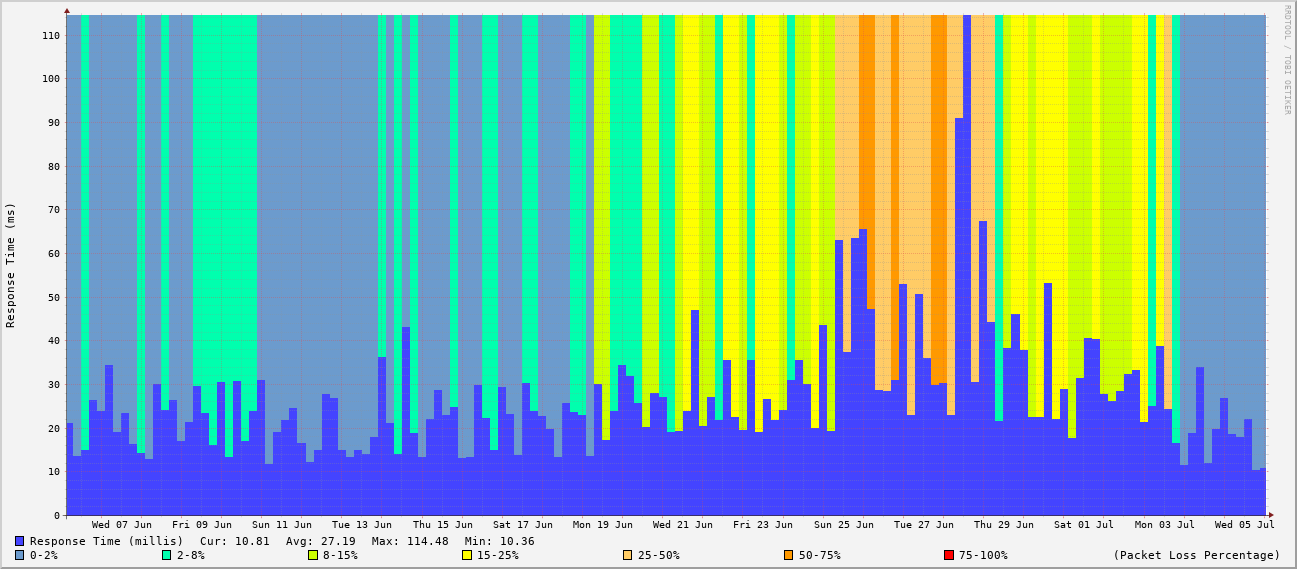 RRDTOOL / TOBI OETIKER
Response Time (ms)
110
100
90
80
70
60
50
40
30
20
10
0
Wed 07 Jun Fri 09 Jun Sun 11 Jun Tue 13 Jun Thu 15 Jun Sat 17 Jun Mon 19 Jun Wed 21 Jun Fri 23 Jun Sun 25 Jun Tue 27 Jun Thu 29 Jun Sat 01 Jul Mon 03 Jul Wed 05 Jul
Response Time (millis) Cur: 10.81 Avg: 27.19 Max: 114.48 Min: 10.36
0-2% 2-8% 8-15% 15-25% 25-50% 50-75% 75-100% (Packet Loss Percentage)